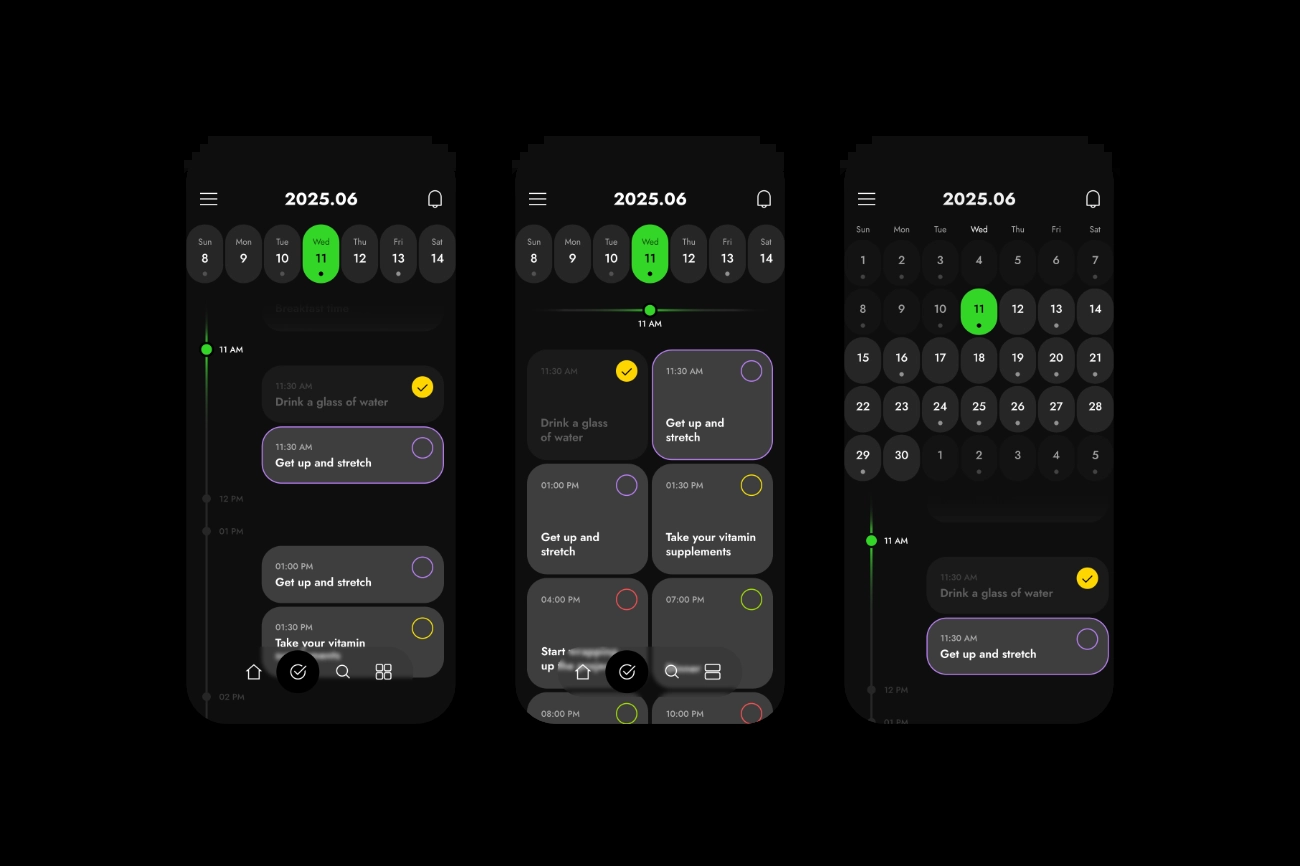 2025.06
Sun Mon Tue Wed Thu Fri Sat
8 9 10 11 12 13 14
Breakfast time
11 AM
11:30 AM
Drink a glass of water
11:30 AM
Get up and stretch
12 PM
01 PM
01:00 PM
Get up and stretch
01:30 PM
Take your vitamin
02 PM
2025.06
Sun Mon Tue Wed Thu Fri Sat
8 9 10 11 12 13 14
11 AM
11:30 AM
Drink a glass
of water
11:30 AM
Get up and
stretch
01:00 PM
Get up and
stretch
01:30 PM
Take your vitamin
supplements
04:00 PM
Start wrapping
up the
07:00 PM
08:00 PM
10:00 PM
2025.06
Sun Mon Tue Wed Thu Fri Sat
1 2 3 4 5 6 7
8 9 10 11 12 13 14
15 16 17 18 19 20 21
22 23 24 25 26 27 28
29 30 1 2 3 4 5
11 AM
11:30 AM
Drink a glass of water
11:30 AM
Get up and stretch
12 PM
01 PM